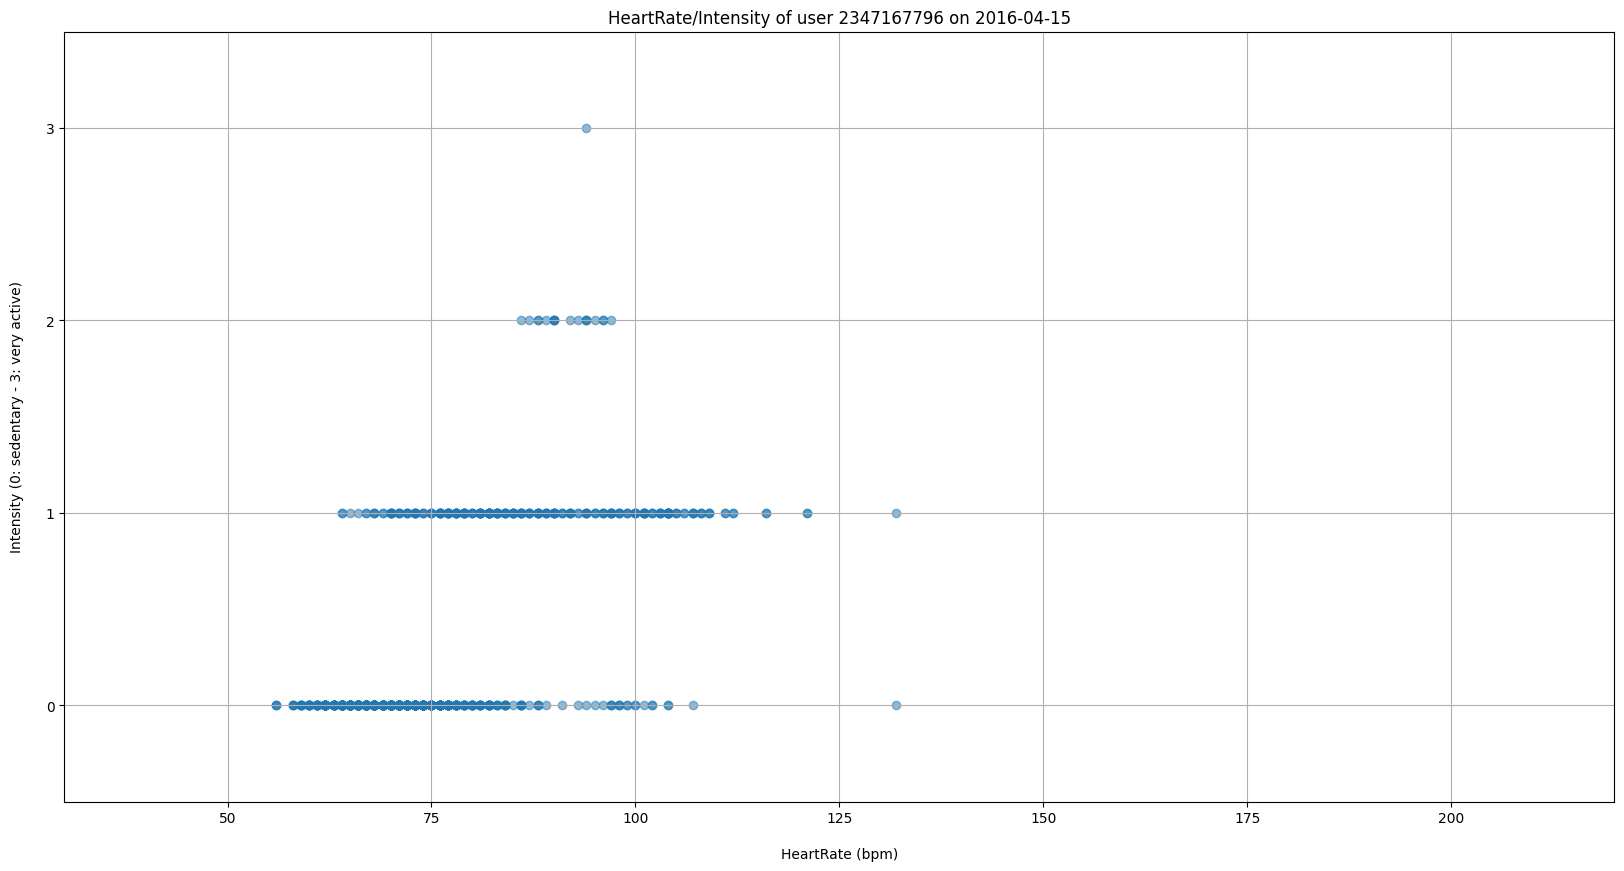 HeartRate/Intensity of user 2347167796 on 2016-04-15
Intensity (0: sedentary - 3: very active)
3
2
1
0
50 75 100 125 150 175 200
HeartRate (bpm)